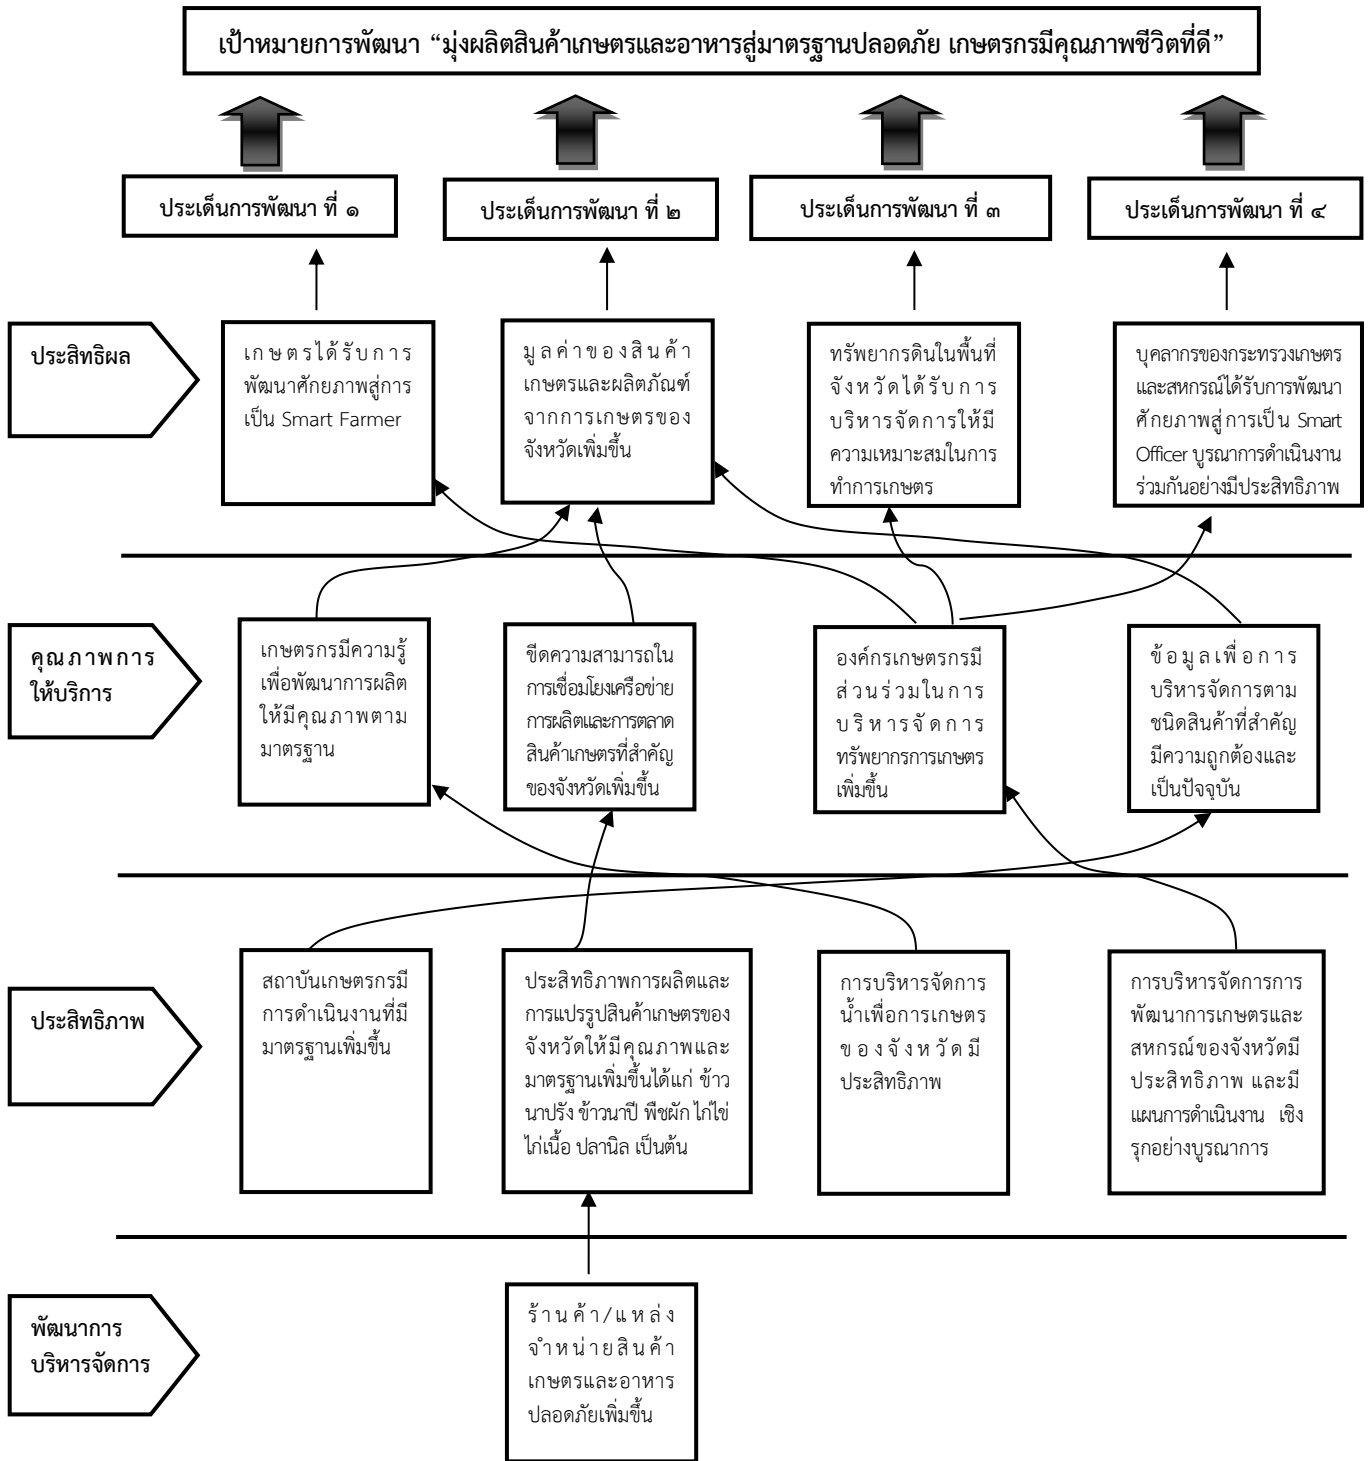 เป้าหมายการพัฒนา “มุ่งผลิตสินค้าเกษตรและอาหารสู่มาตรฐานปลอดภัย เกษตรกรมีคุณภาพชีวิตที่ดี”
ประเด็นการพัฒนา ที่ ๑
ประเด็นการพัฒนา ที่ ๒
ประเด็นการพัฒนา ที่ ๓
ประเด็นการพัฒนา ที่ ๔
ประสิทธิผล
เกษตรได้รับการ
พัฒนาศักยภาพสู่การ
เป็น Smart Farmer
มูลค่าของสินค้า
เกษตรและผลิตภัณฑ์
จากการเกษตรของ
จังหวัดเพิ่มขึ้น
ทรัพยากรดินในพื้นที่
จังหวัดได้รับการ
บริหารจัดการให้มี
ความเหมาะสมในการ
ทำการเกษตร
บุคลากรของกระทรวงเกษตร
และสหกรณ์ได้รับการพัฒนา
ศักยภาพสู่การเป็น Smart
Officer บูรณาการดำเนินงาน
ร่วมกันอย่างมีประสิทธิภาพ
คุณภาพการ
ให้บริการ
เกษตรกรมีความรู้
เพื่อพัฒนาการผลิต
ให้มีคุณภาพตาม
มาตรฐาน
ขีดความสามารถใน
การเชื่อมโยงเครือข่าย
การผลิตและการตลาด
สินค้าเกษตรที่สำคัญ
ของจังหวัดเพิ่มขึ้น
องค์กรเกษตรกรมี
ส่วนร่วมในการ
บริหารจัดการ
ทรัพยากรการเกษตร
เพิ่มขึ้น
ข้อมูลเพื่อการ
บริหารจัดการตาม
ชนิดสินค้าที่สำคัญ
มีความถูกต้องและ
เป็นปัจจุบัน
ประสิทธิภาพ
สถาบันเกษตรกรมี
การดำเนินงานที่มี
มาตรฐานเพิ่มขึ้น
ประสิทธิภาพการผลิตและ
การแปรรูปสินค้าเกษตรของ
จังหวัดให้มีคุณภาพและ
มาตรฐานเพิ่มขึ้นได้แก่ ข้าว
นาปรัง ข้าวนาปี พืชผัก ไก่ไข่
ไก่เนื้อ ปลานิล เป็นต้น
การบริหารจัดการ
น้ำเพื่อการเกษตร
ของจังหวัดมี
ประสิทธิภาพ
การบริหารจัดการการ
พัฒนาการเกษตรและ
สหกรณ์ของจังหวัดมี
ประสิทธิภาพ และมี
แผนการดำเนินงาน เชิง
รุกอย่างบูรณาการ
พัฒนาการ
บริหารจัดการ
ร้านค้า/แหล่ง
จำหน่ายสินค้า
เกษตรและอาหาร
ปลอดภัยเพิ่มขึ้น